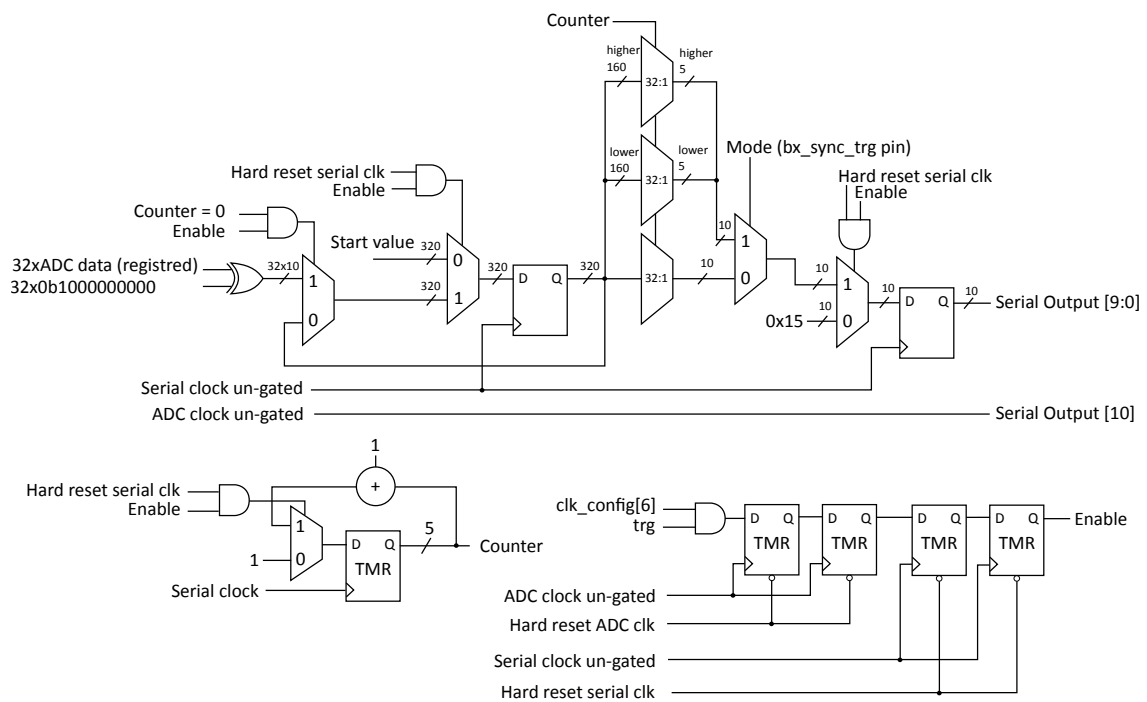 Counter
higher
160
higher
5
32:1
lower
160
lower
5
32:1
Mode (bx_sync_trg pin)
Hard reset serial clk
Enable
Hard reset serial clk
Enable
Counter = 0
Enable
Start value
320
0
10
1
32xADC data (registred)
32x0b1000000000
32x10
1
320
1
320
D
Q
320
32:1
10
0
10
1
10
D
Q
10
Serial Output [9:0]
0
0x15
10
0
Serial clock un-gated
ADC clock un-gated
Serial Output [10]
1
+
Hard reset serial clk
Enable
1
1
0
D
Q
TMR
5
Counter
Serial clock
clk_config[6]
trg
D
Q
TMR
D
Q
TMR
D
Q
TMR
D
Q
TMR
Enable
ADC clock un-gated
Hard reset ADC clk
Serial clock un-gated
Hard reset serial clk